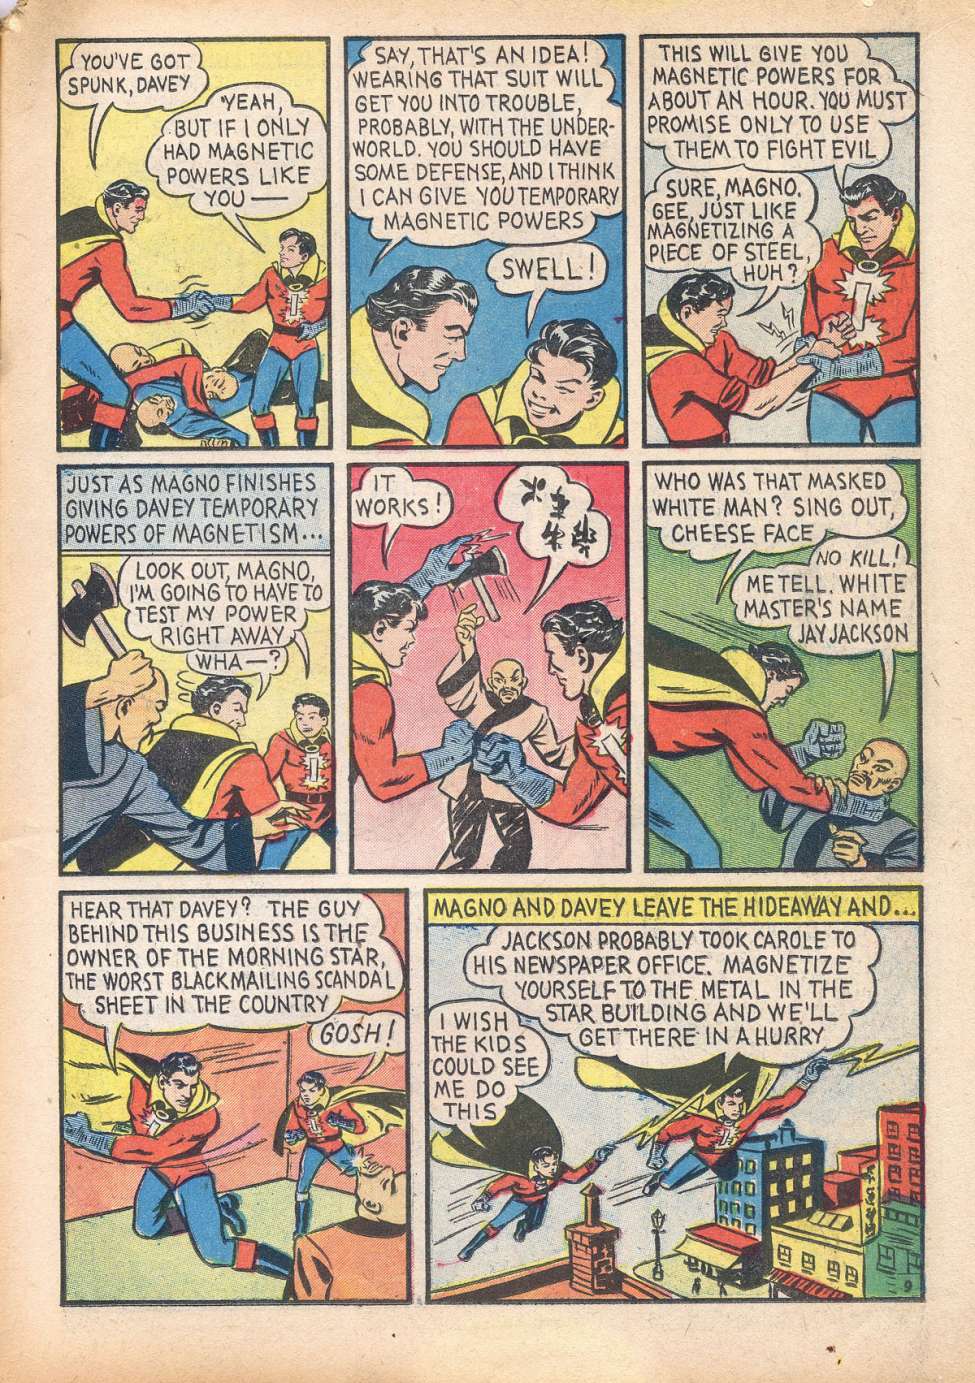 YOU'VE GOT
SPUNK, DAVEY
YEAH,
BUT IF I ONLY
HAD MAGNETIC
POWERS LIKE
YOU —
SAY, THAT'S AN IDEA!
WEARING THAT SUIT WILL
GET YOU INTO TROUBLE,
PROBABLY, WITH THE UNDER-
WORLD. YOU SHOULD HAVE
SOME DEFENSE, AND I THINK
I CAN GIVE YOU TEMPORARY
MAGNETIC POWERS
SWELL!
THIS WILL GIVE YOU
MAGNETIC POWERS FOR
ABOUT AN HOUR. YOU MUST
PROMISE ONLY TO USE
THEM TO FIGHT EVIL
SURE, MAGNO.
GEE, JUST LIKE
MAGNETIZING A
PIECE OF STEEL,
HUH?
JUST AS MAGNO FINISHES
GIVING DAVEY TEMPORARY
POWERS OF MAGNETISM...
LOOK OUT, MAGNO,
I'M GOING TO HAVE TO
TEST MY POWER
RIGHT AWAY
WHA—?
IT
WORKS!
WHO WAS THAT MASKED
WHITE MAN? SING OUT,
CHEESE FACE
NO KILL!
ME TELL. WHITE
MASTER'S NAME
JAY JACKSON
HEAR THAT DAVEY? THE GUY
BEHIND THIS BUSINESS IS THE
OWNER OF THE MORNING STAR,
THE WORST BLACKMAILING SCANDAL
SHEET IN THE COUNTRY
GOSH!
MAGNO AND DAVEY LEAVE THE HIDEAWAY AND...
JACKSON PROBABLY TOOK CAROLE TO
HIS NEWSPAPER OFFICE. MAGNETIZE
YOURSELF TO THE METAL IN THE
STAR BUILDING AND WE'LL
GET THERE IN A HURRY
I WISH
THE KIDS
COULD SEE
ME DO
THIS
9